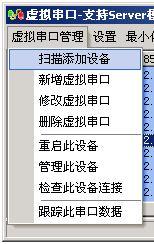 虚拟串口-支持Server模
虚拟串口管理 设置 最小
扫描添加设备
新增虚拟串口
修改虚拟串口
删除虚拟串口
重启此设备
管理此设备
检查此设备连接
跟踪此串口数据